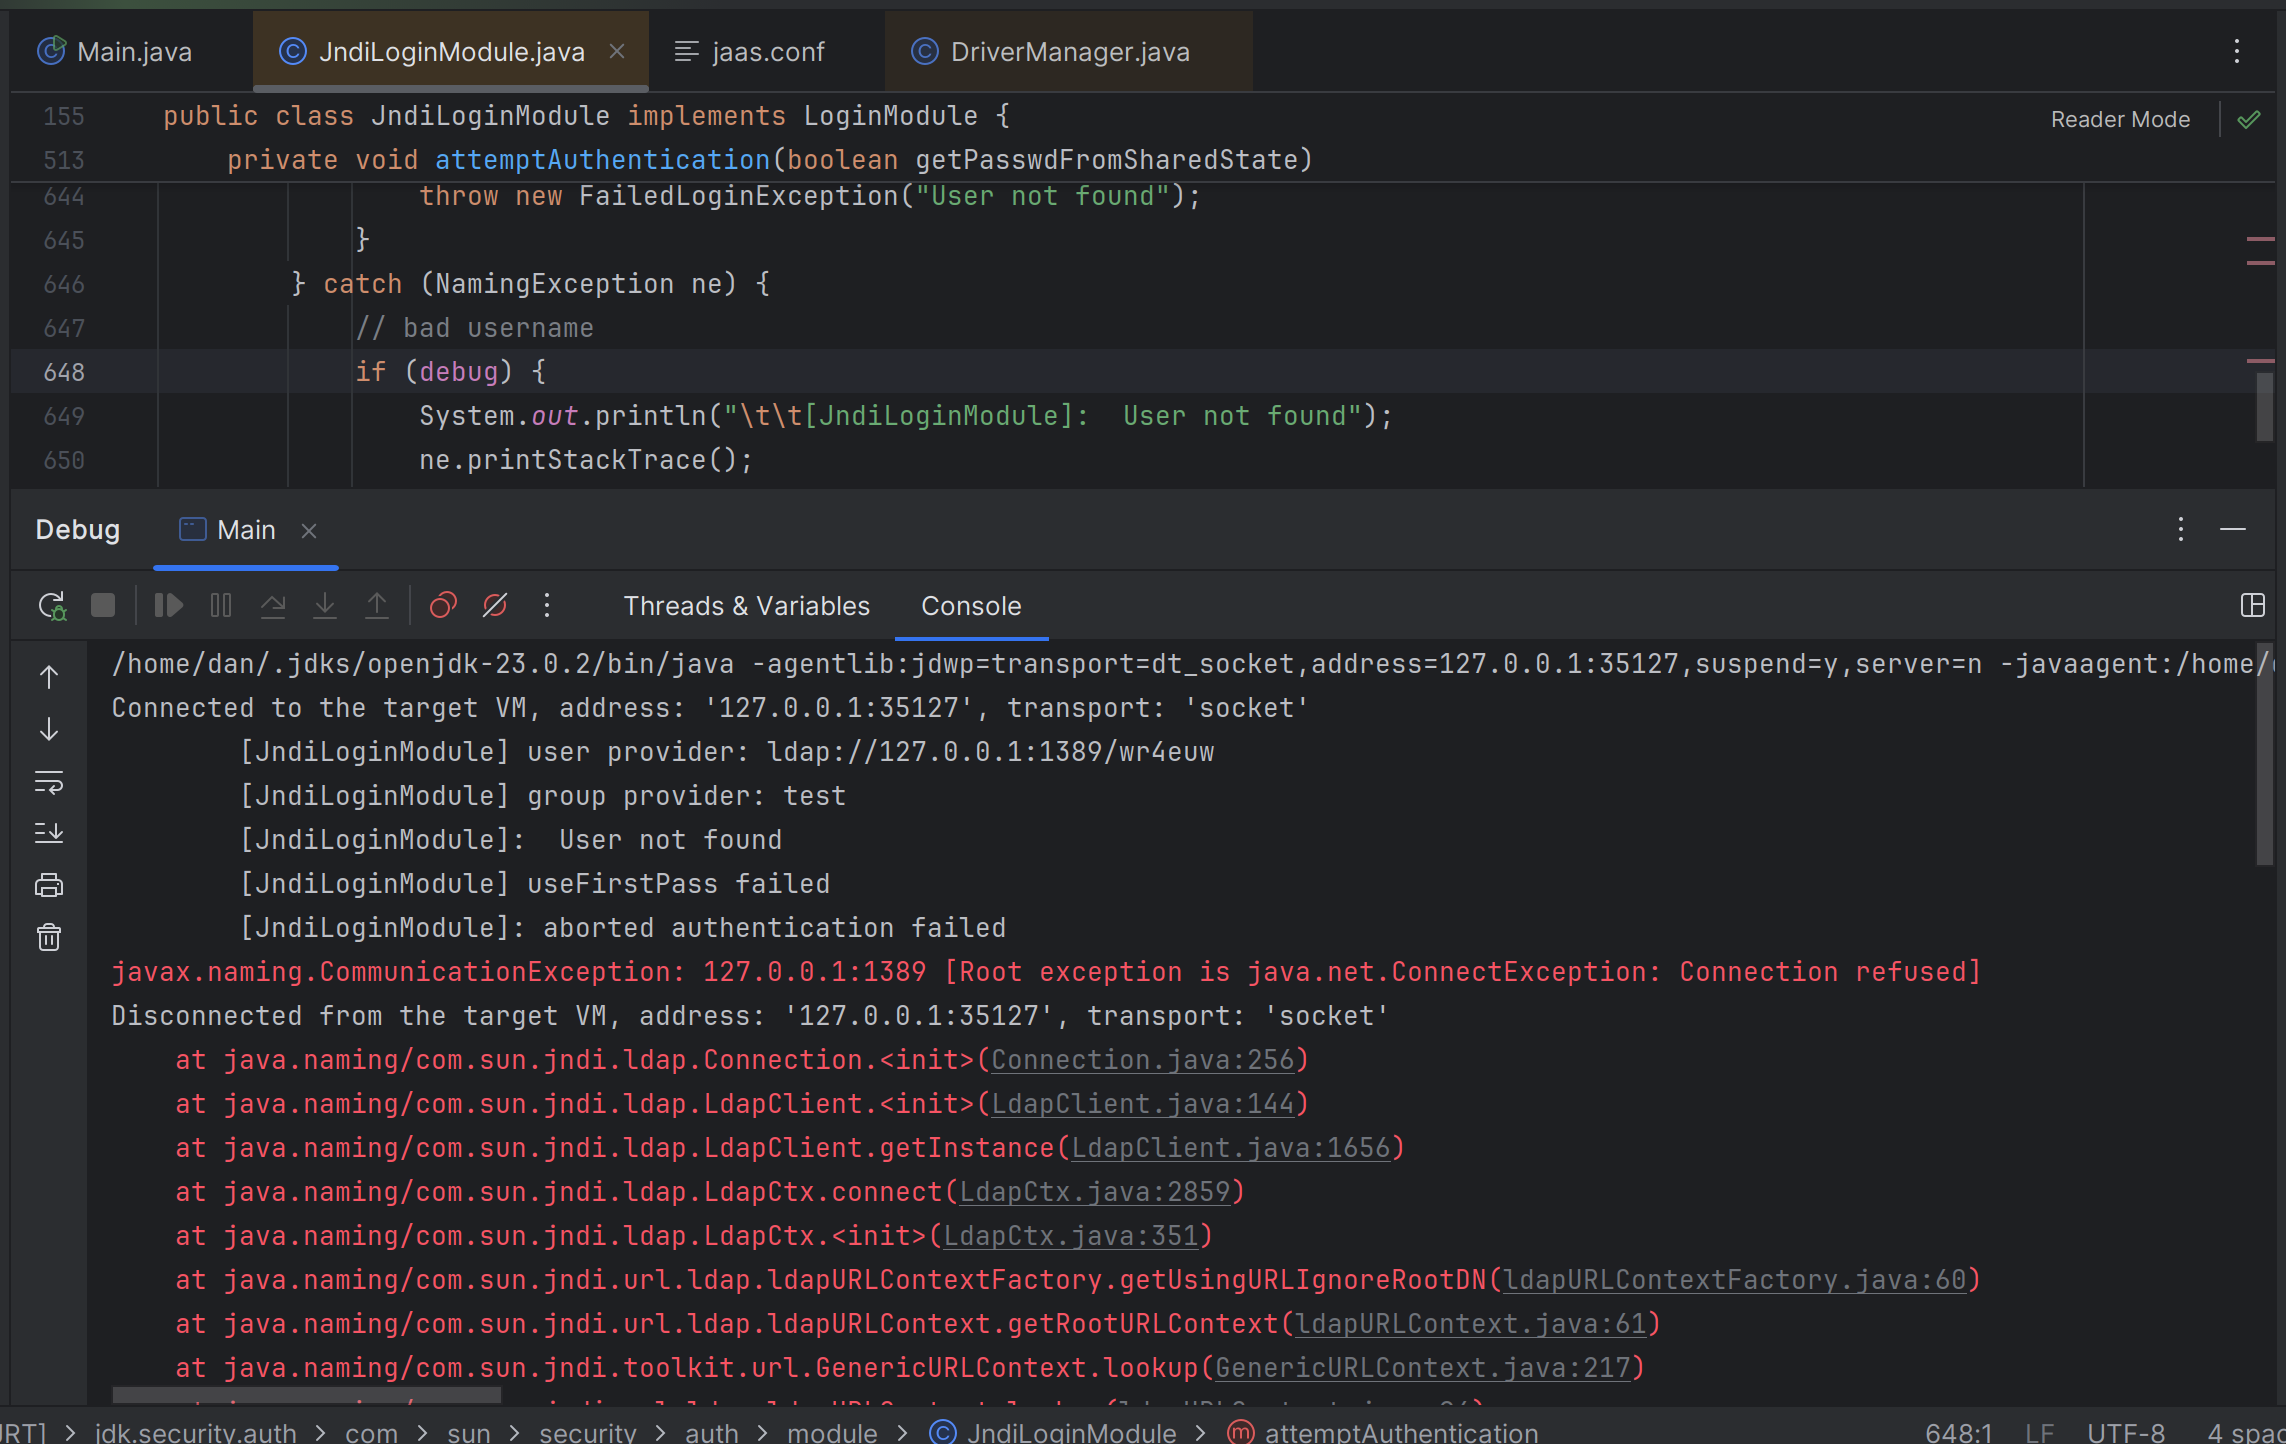 Main.java JndiLoginModule.java jaas.conf DriverManager.java
155 public class JndiLoginModule implements LoginModule { Reader Mode
513 private void attemptAuthentication(boolean getPasswdFromSharedState)
644 throw new FailedLoginException("User not found");
645 }
646 } catch (NamingException ne) {
647 // bad username
648 if (debug) {
649 System.out.println("\t\t[JndiLoginModule]:  User not found");
650 ne.printStackTrace();
Debug Main
Threads & Variables Console
/home/dan/.jdks/openjdk-23.0.2/bin/java -agentlib:jdwp=transport=dt_socket,address=127.0.0.1:35127,suspend=y,server=n -javaagent:/home/
Connected to the target VM, address: '127.0.0.1:35127', transport: 'socket'
[JndiLoginModule] user provider: ldap://127.0.0.1:1389/wr4euw
[JndiLoginModule] group provider: test
[JndiLoginModule]:  User not found
[JndiLoginModule] useFirstPass failed
[JndiLoginModule]: aborted authentication failed
javax.naming.CommunicationException: 127.0.0.1:1389 [Root exception is java.net.ConnectException: Connection refused]
Disconnected from the target VM, address: '127.0.0.1:35127', transport: 'socket'
at java.naming/com.sun.jndi.ldap.Connection.<init>(Connection.java:256)
at java.naming/com.sun.jndi.ldap.LdapClient.<init>(LdapClient.java:144)
at java.naming/com.sun.jndi.ldap.LdapClient.getInstance(LdapClient.java:1656)
at java.naming/com.sun.jndi.ldap.LdapCtx.connect(LdapCtx.java:2859)
at java.naming/com.sun.jndi.ldap.LdapCtx.<init>(LdapCtx.java:351)
at java.naming/com.sun.jndi.url.ldap.ldapURLContextFactory.getUsingURLIgnoreRootDN(ldapURLContextFactory.java:60)
at java.naming/com.sun.jndi.url.ldap.ldapURLContext.getRootURLContext(ldapURLContext.java:61)
at java.naming/com.sun.jndi.toolkit.url.GenericURLContext.lookup(GenericURLContext.java:217)
JRT] > jdk.security.auth > com > sun > security > auth > module > JndiLoginModule > attemptAuthentication 648:1 LF UTF-8 4 spac